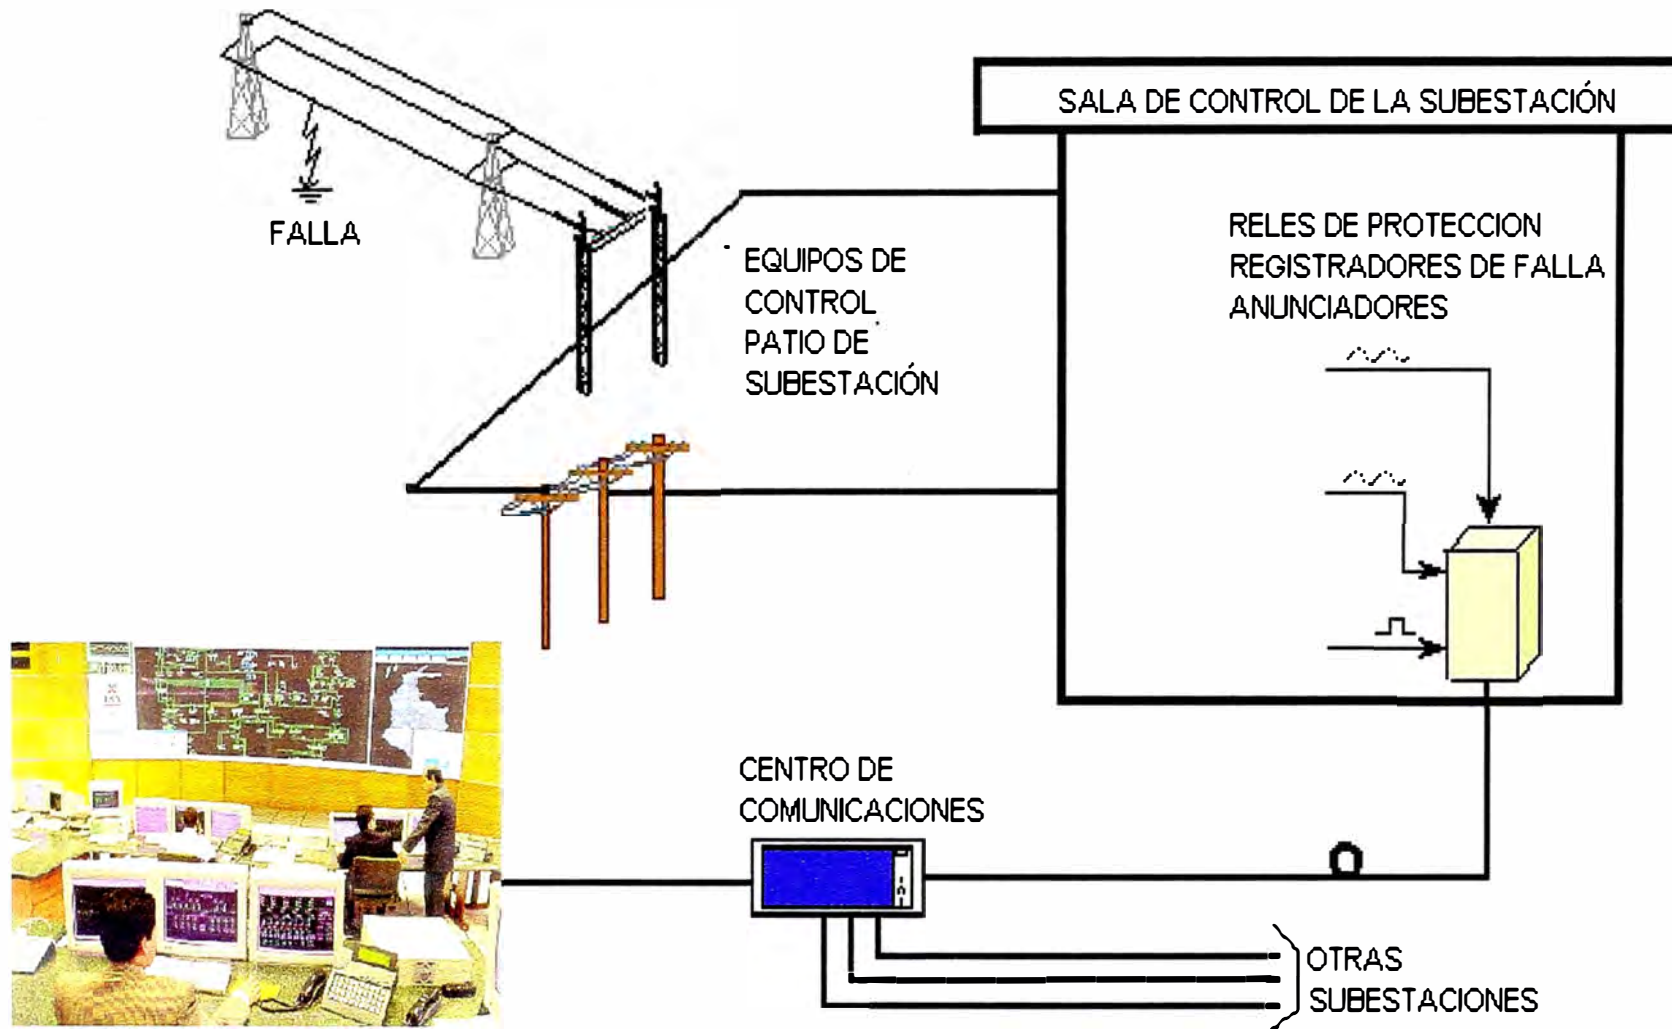 SALA DE CONTROL DE LA SUBESTACIÓN
FALLA
EQUIPOS DE
CONTROL
PATIO DE
SUBESTACIÓN
RELES DE PROTECCION
REGISTRADORES DE FALLA
ANUNCIADORES
CENTRO DE
COMUNICACIONES
OTRAS
SUBESTACIONES